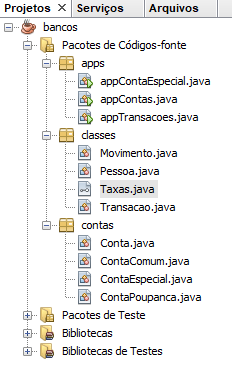 Projetos Serviços Arquivos
bancos
Pacotes de Códigos-fonte
apps
appContaEspecial.java
appContas.java
appTransacoes.java
classes
Movimento.java
Pessoa.java
Taxas.java
Transacao.java
contas
Conta.java
ContaComum.java
ContaEspecial.java
ContaPoupanca.java
Pacotes de Teste
Bibliotecas
Bibliotecas de Testes